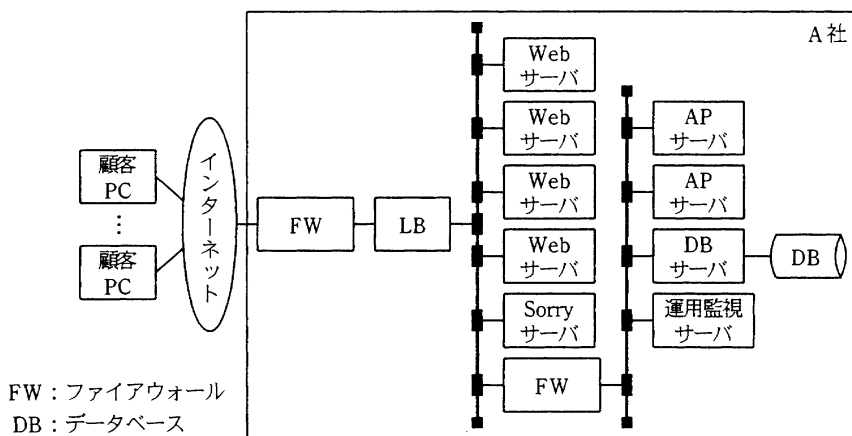 A社
Web
サーバ
Web
サーバ
Web
サーバ
Web
サーバ
Sorry
サーバ
FW
AP
サーバ
AP
サーバ
DB
サーバ
DB
運用監視
サーバ
顧客
PC
⋮
顧客
PC
インターネット
FW
LB
FW：ファイアウォール
DB：データベース